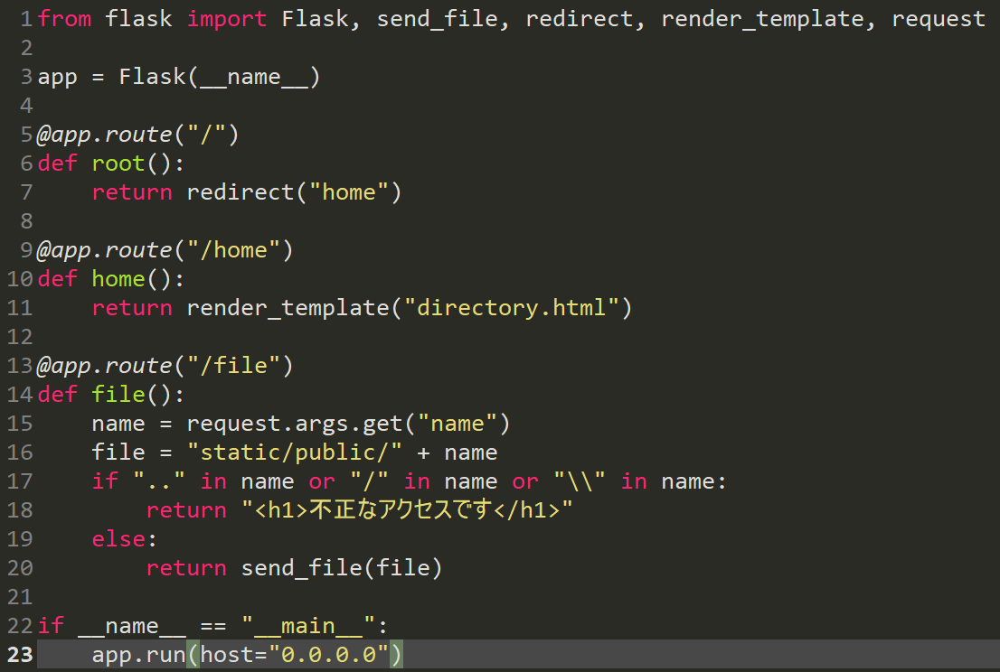 1 from flask import Flask, send_file, redirect, render_template, request
2
3 app = Flask(__name__)
4
5 @app.route("/")
6 def root():
7     return redirect("home")
8
9 @app.route("/home")
10 def home():
11     return render_template("directory.html")
12
13 @app.route("/file")
14 def file():
15     name = request.args.get("name")
16     file = "static/public/" + name
17     if ".." in name or "/" in name or "\\" in name:
18         return "<h1>不正なアクセスです</h1>"
19     else:
20         return send_file(file)
21
22 if __name__ == "__main__":
23     app.run(host="0.0.0.0")